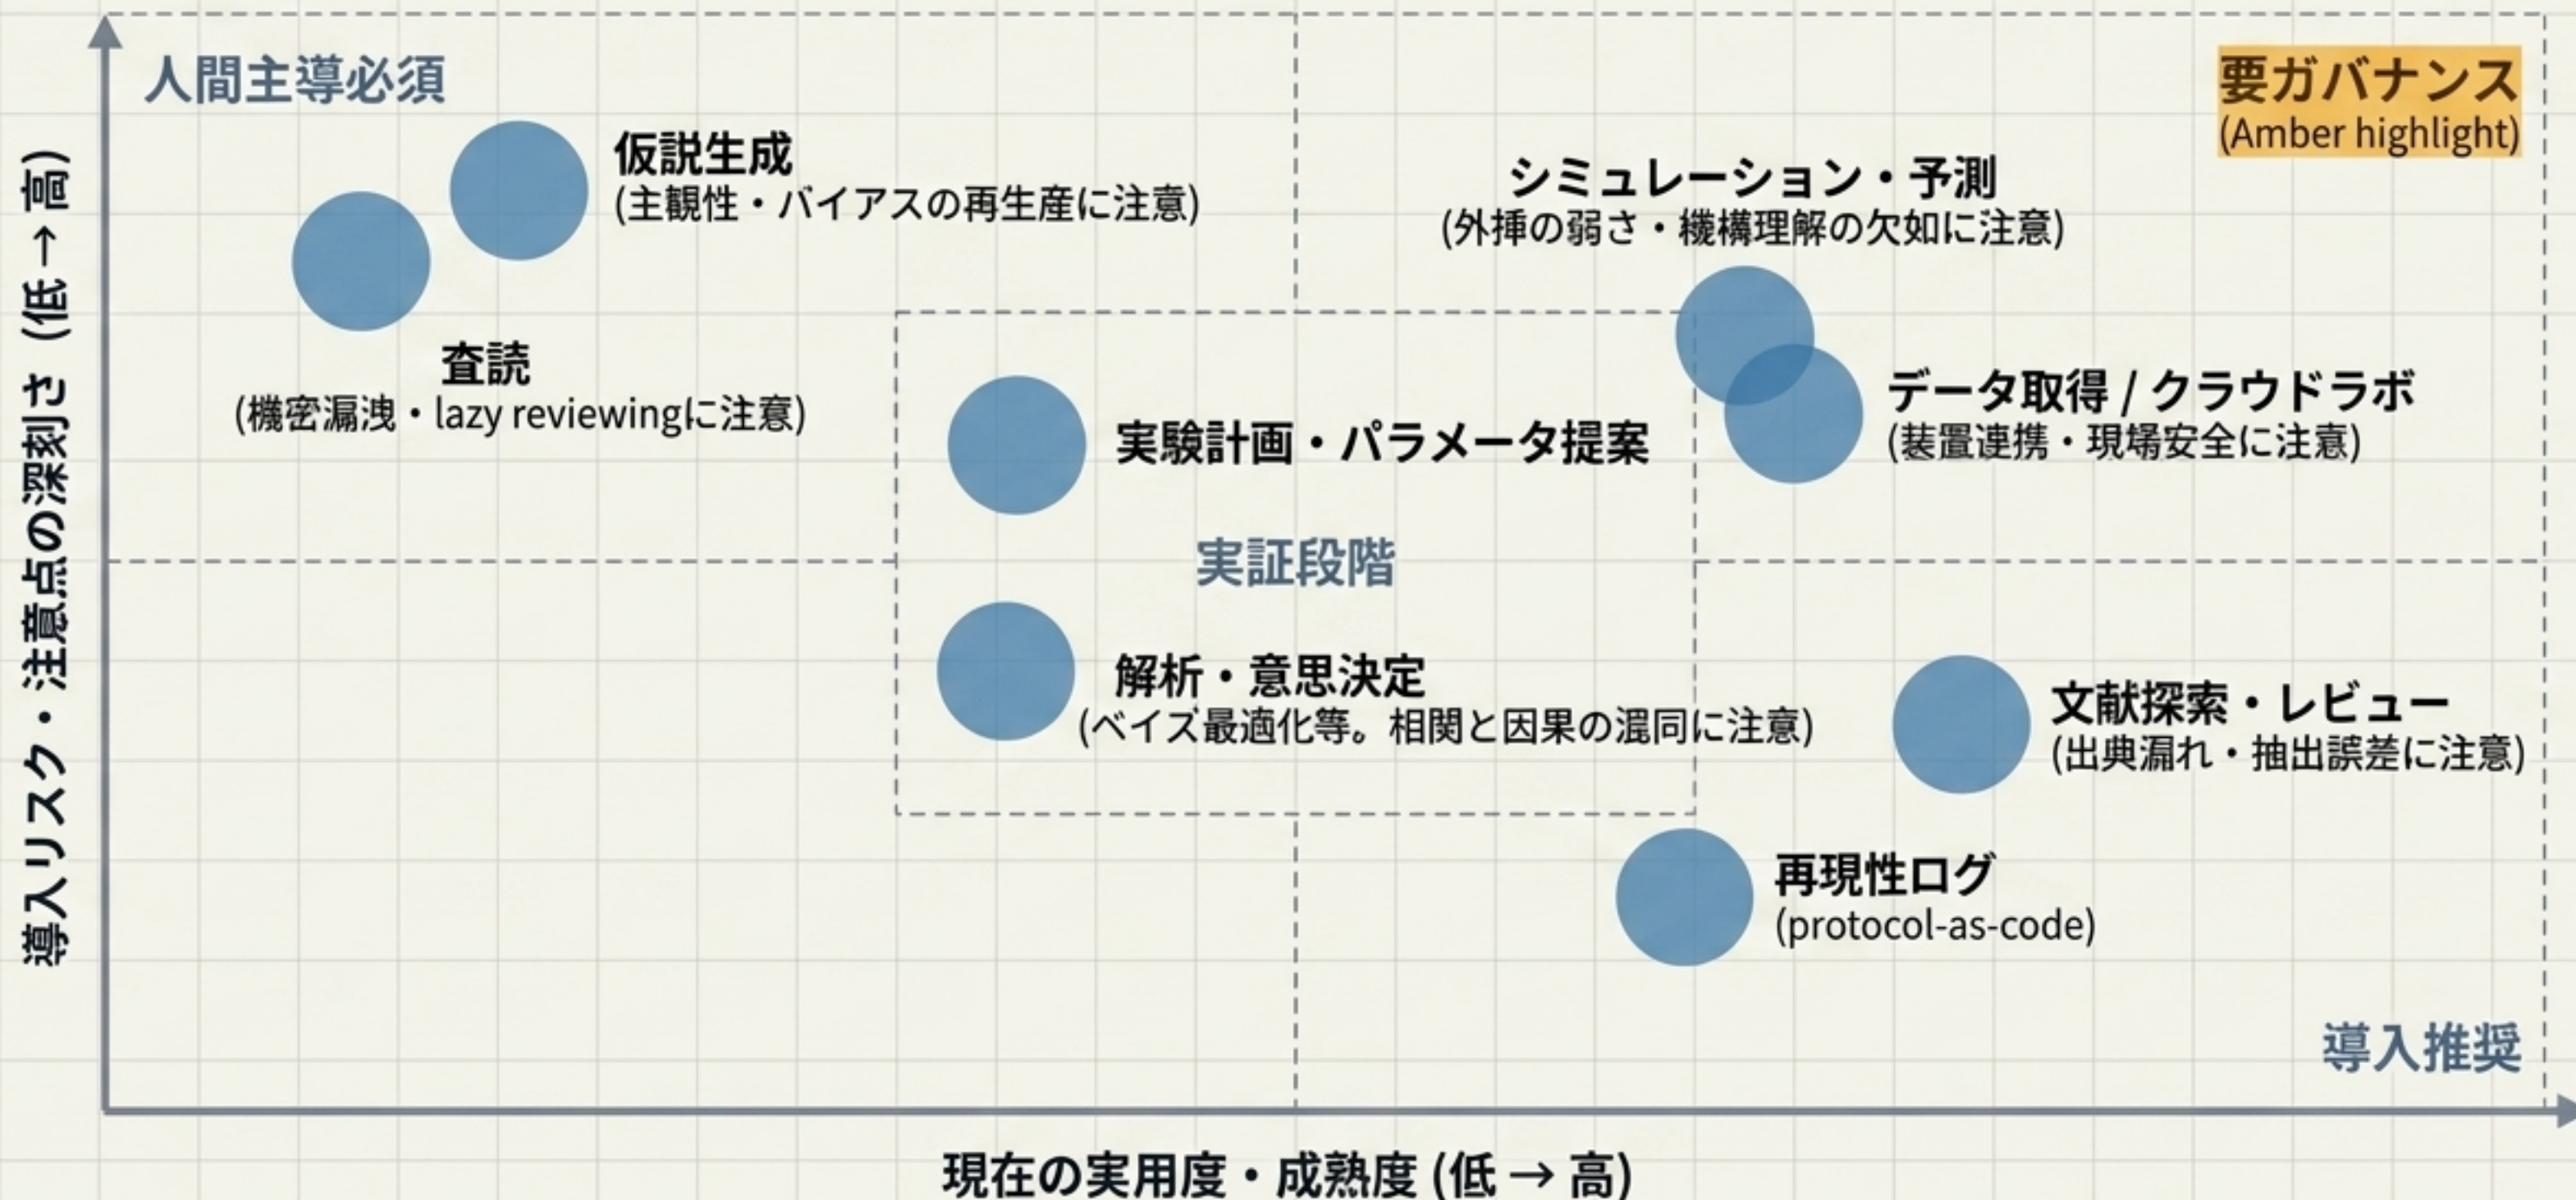 人間主導必須
要ガバナンス
(Amber highlight)
仮説生成
(主観性・バイアスの再生産に注意)
シミュレーション・予測
(外挿の弱さ・機構理解の欠如に注意)
査読
(機密漏洩・lazy reviewingに注意)
データ取得 / クラウドラボ
(装置連携・現場安全に注意)
実験計画・パラメータ提案
実証段階
解析・意思決定
(ベイズ最適化等。相関と因果の混同に注意)
文献探索・レビュー
(出典漏れ・抽出誤差に注意)
再現性ログ
(protocol-as-code)
導入推奨
導入リスク・注意点の深刻さ (低 → 高)
現在の実用度・成熟度 (低 → 高)